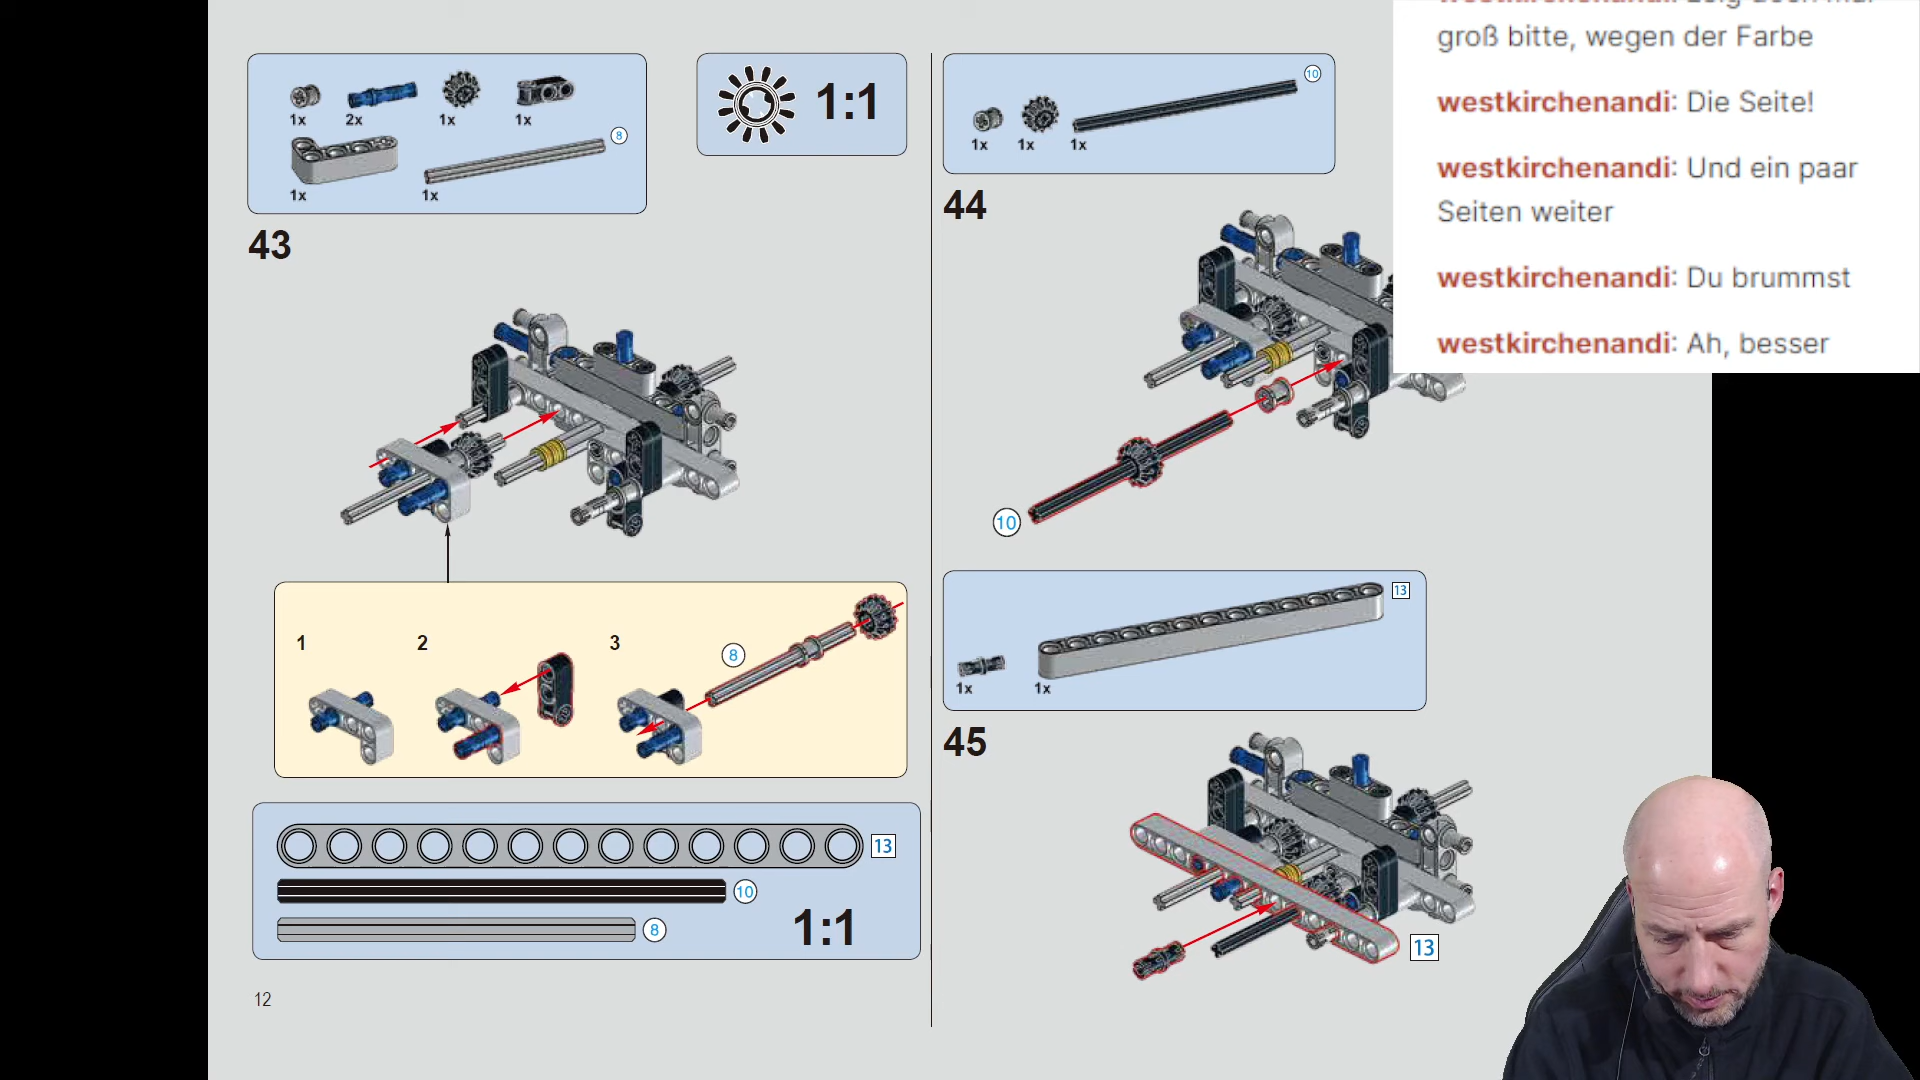 1x 2x 1x 1x
8
1x 1x
43
1:1
1 2 3
8
13
10
8
1:1
12
10
1x 1x 1x
44
10
13
1x 1x
45
13
groß bitte, wegen der Farbe
westkirchenandi: Die Seite!
westkirchenandi: Und ein paar
Seiten weiter
westkirchenandi: Du brummst
westkirchenandi: Ah, besser